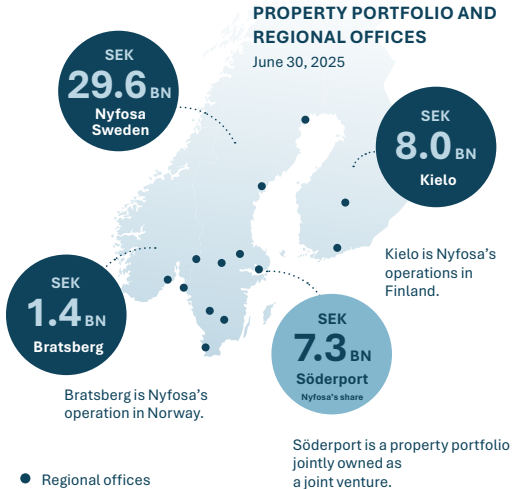 PROPERTY PORTFOLIO AND
REGIONAL OFFICES
June 30, 2025
SEK
29.6 BN
Nyfosa
Sweden
SEK
8.0 BN
Kielo
Kielo is Nyfosa's
operations in
Finland.
SEK
1.4 BN
Bratsberg
Bratsberg is Nyfosa's
operation in Norway.
SEK
7.3 BN
Söderport
Nyfosa's share
Söderport is a property portfolio
jointly owned as
a joint venture.
Regional offices